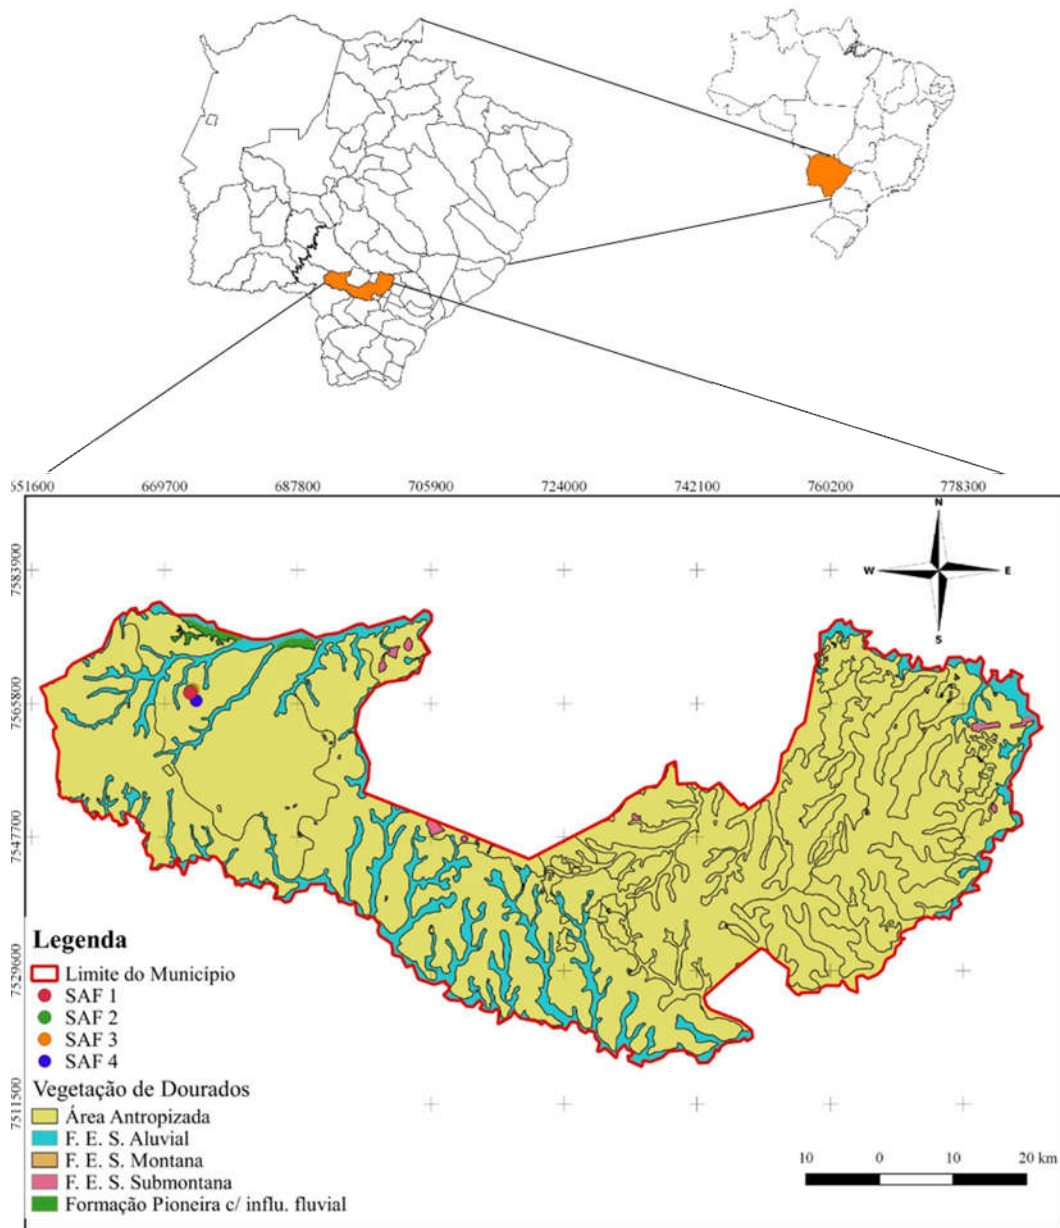 551600 669700 687800 705900 724000 742100 760200 778300
N
W E
S
7583900
7565800
7547700
7529600
7511500
Legenda
Limite do Município
SAF 1
SAF 2
SAF 3
SAF 4
Vegetação de Dourados
Área Antropizada
F. E. S. Aluvial
F. E. S. Montana
F. E. S. Submontana
Formação Pioneira c/ influ. fluvial
10 0 10 20 km